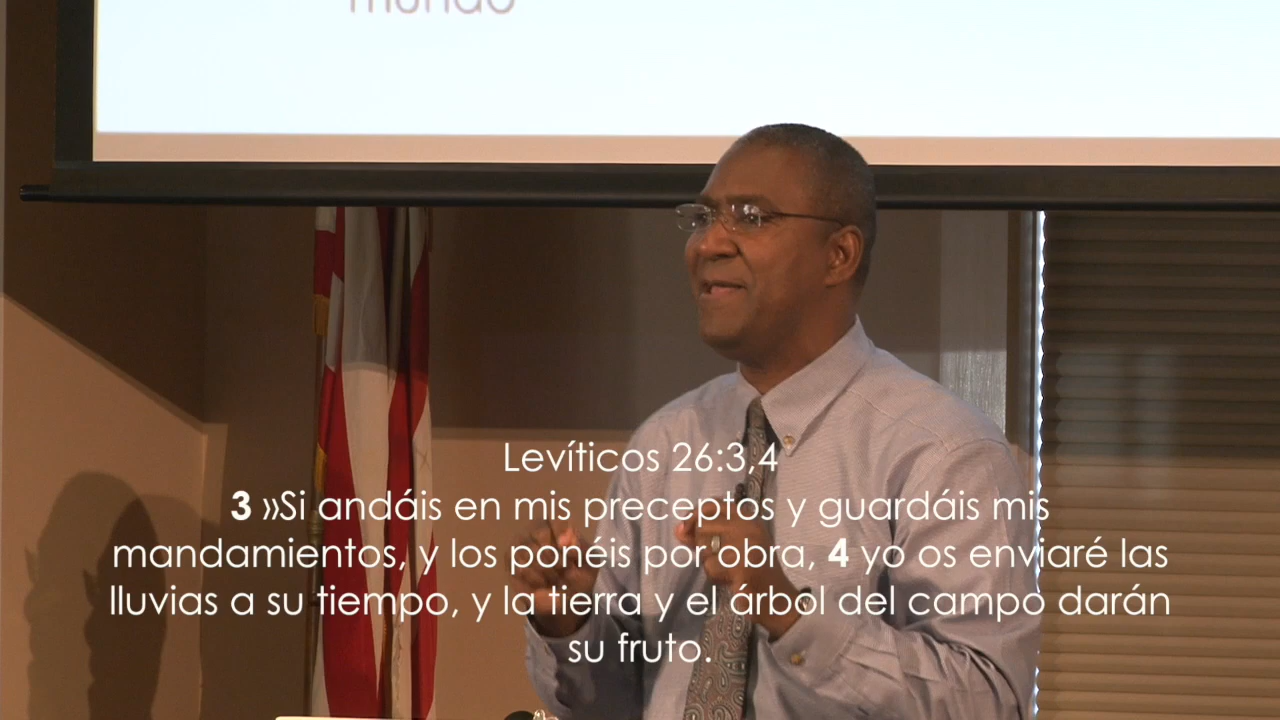 mundo
Levíticos 26:3,4
3 »Si andáis en mis preceptos y guardáis mis
mandamientos, y los ponéis por obra, 4 yo os enviaré las
lluvias a su tiempo, y la tierra y el árbol del campo darán
su fruto.